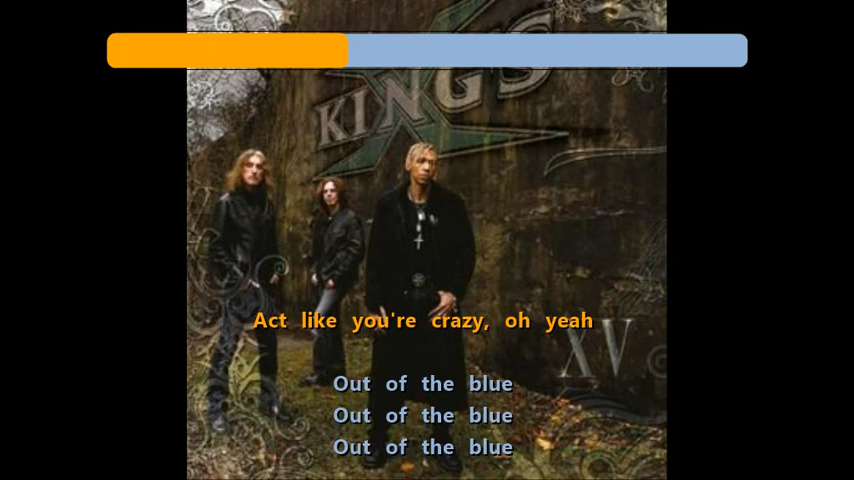 KING'S
X
Act like you're crazy, oh yeah
XV
Out of the blue
Out of the blue
Out of the blue